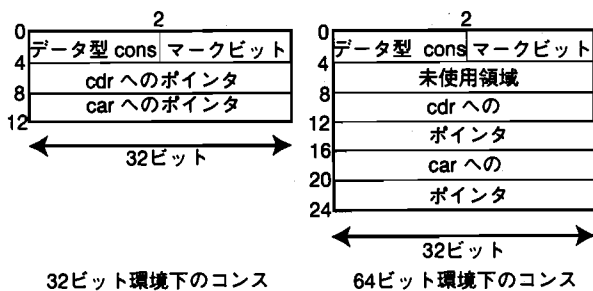 2
0
データ型 cons マークビット
4
cdr へのポインタ
8
car へのポインタ
12
32ビット
32ビット環境下のコンス
2
0
データ型 cons マークビット
4
未使用領域
8
cdr への
12
ポインタ
16
car への
20
ポインタ
24
32ビット
64ビット環境下のコンス